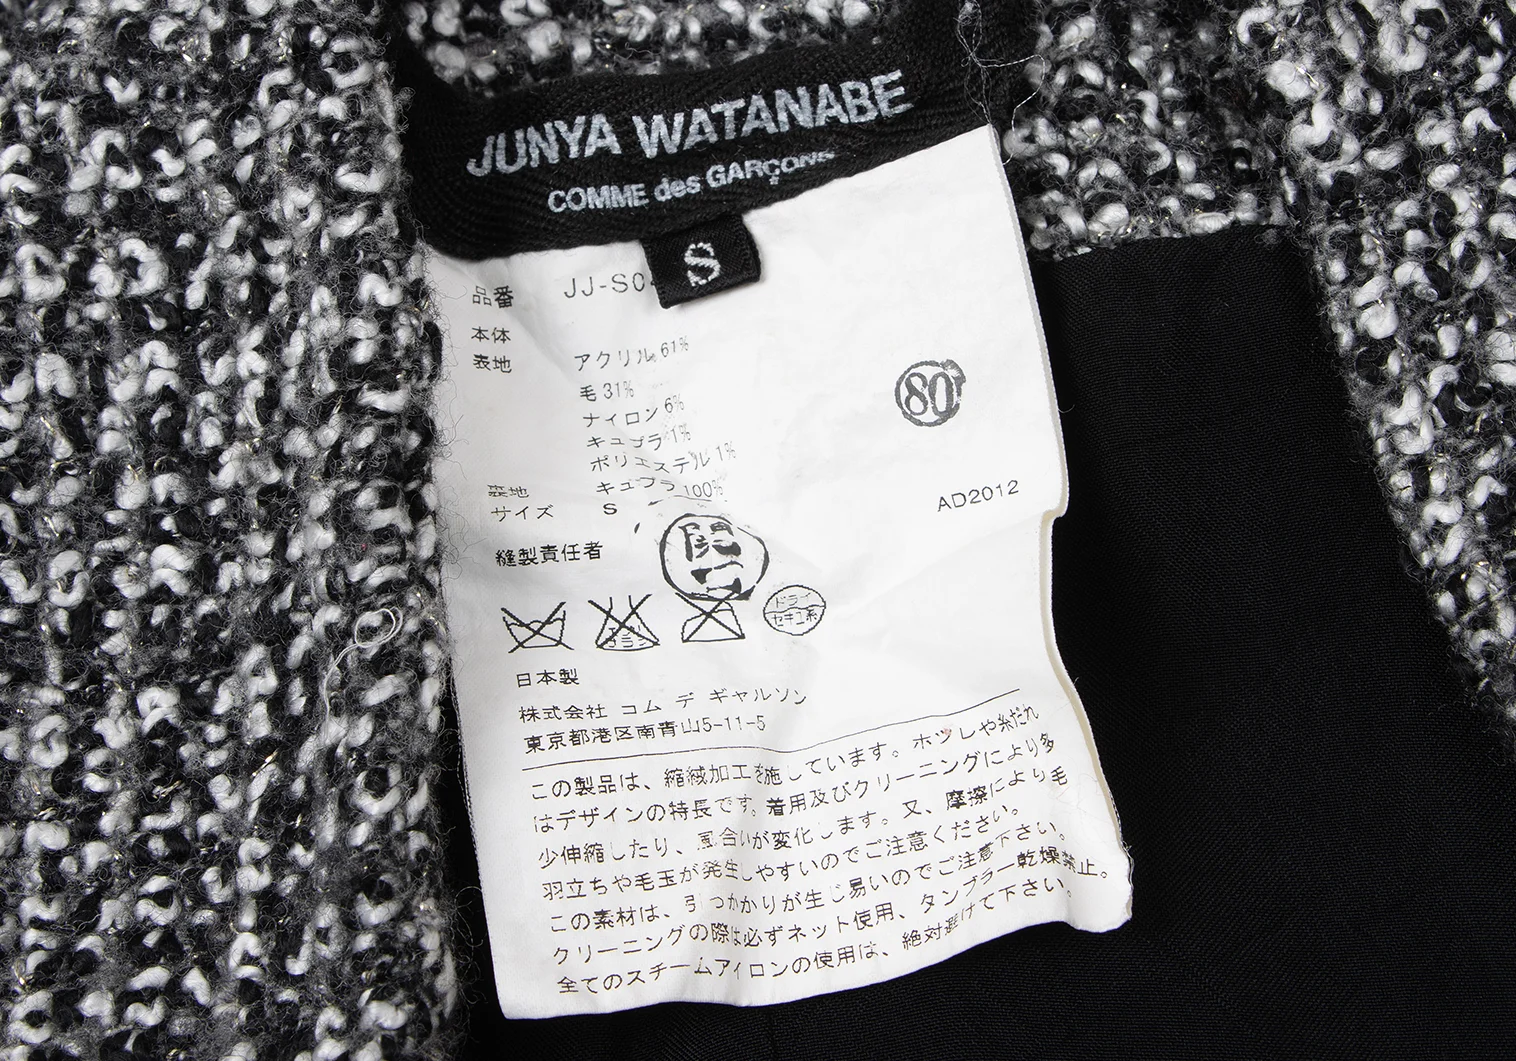 JUNYA WATANABE
COMME des GARÇONS
S
品番 JJ-S0
本体
表地 アクリル 61%
毛 31%
ナイロン 6%
キュプラ 1%
ポリエステル 1%
裏地 キュプラ 100%
サイズ S
80
AD2012
縫製責任者
ドライ
セキユ系
日本製
株式会社 コム デ ギャルソン
東京都港区南青山5-11-5
この製品は、縮絨加工を施しています。ホツレや糸だれ
はデザインの特長です。着用及びクリーニングにより多
少伸縮したり、風合いが変化します。又、摩擦により毛
羽立ちや毛玉が発生しやすいのでご注意ください。
この素材は、引つかかりが生じ易いのでご注意下さい。
クリーニングの際は必ずネット使用、タンブラー乾燥禁止。
全てのスチームアイロンの使用は、絶対避けて下さい。